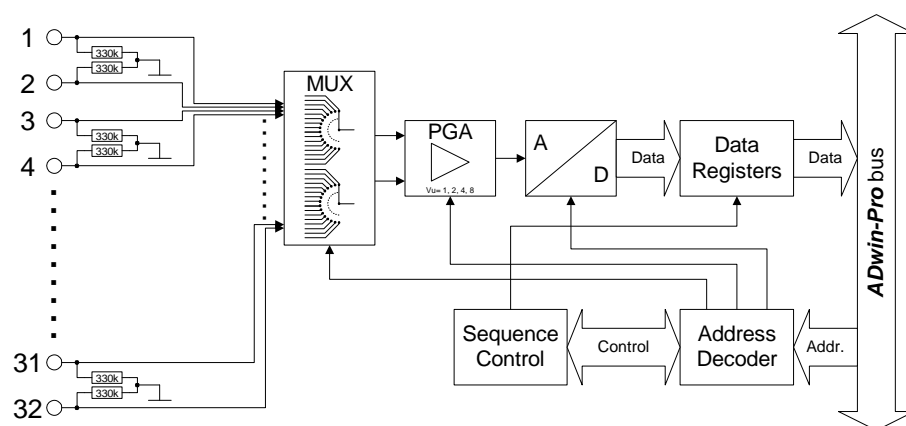 1
330k
330k
2
3
330k
330k
4
31
330k
330k
32
MUX
PGA
Vu= 1, 2, 4, 8
A
D
Data
Data
Registers
Data
Sequence
Control
Control
Address
Decoder
Addr.
ADwin-Pro bus